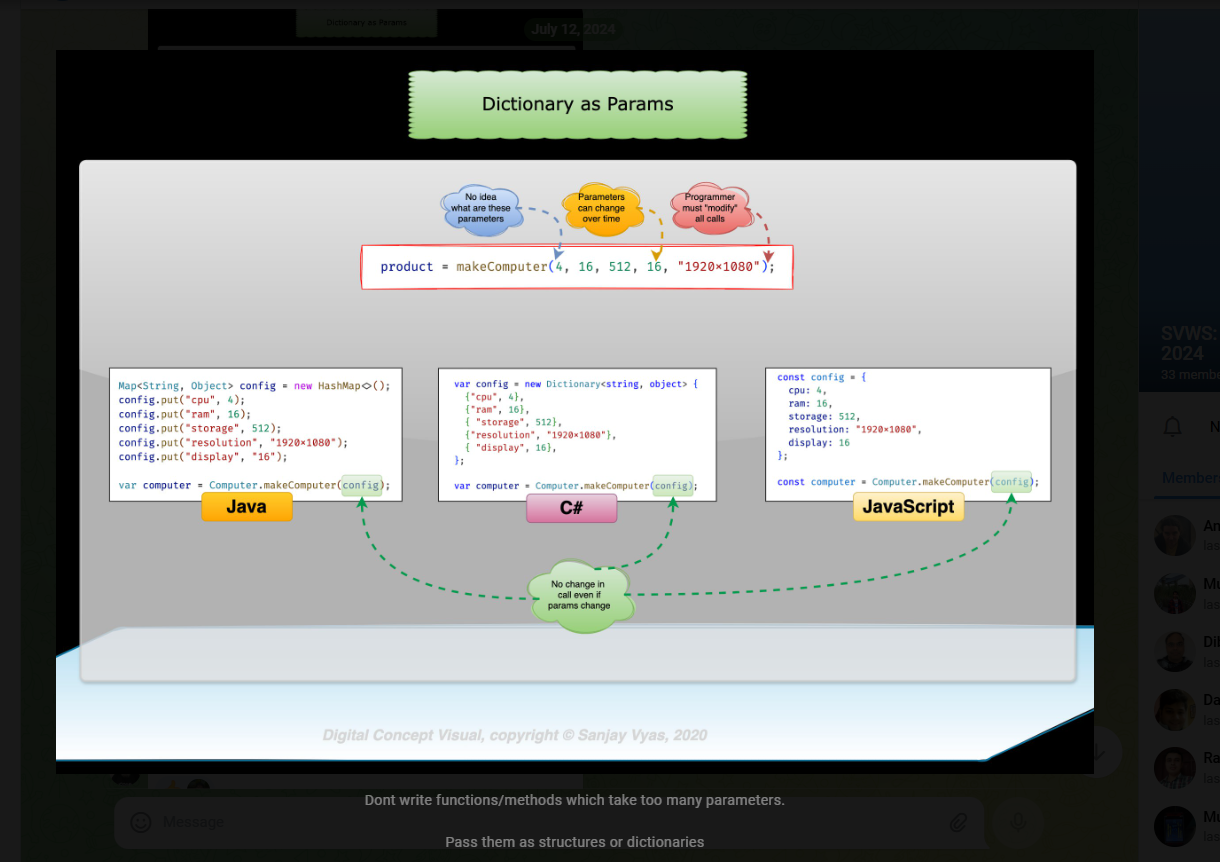 Dictionary as Params
July 12, 2024
Dictionary as Params
No idea
what are these
parameters
Parameters
can change
over time
Programmer
must "modify"
all calls
product = makeComputer(4, 16, 512, 16, "1920×1080");
Map<String, Object> config = new HashMap<>();
config.put("cpu", 4);
config.put("ram", 16);
config.put("storage", 512);
config.put("resolution", "1920×1080");
config.put("display", "16");
var computer = Computer.makeComputer(config);
Java
var config = new Dictionary<string, object> {
{"cpu", 4},
{"ram", 16},
{ "storage", 512},
{"resolution", "1920×1080"},
{ "display", 16},
};
var computer = Computer.makeComputer(config);
C#
const config = {
cpu: 4,
ram: 16,
storage: 512,
resolution: "1920×1080",
display: 16
};
const computer = Computer.makeComputer(config);
JavaScript
No change in
call even if
params change
Digital Concept Visual, copyright © Sanjay Vyas, 2020
Dont write functions/methods which take too many parameters.
Message
Pass them as structures or dictionaries
SVWS:
2024
33 membe
N
Member
An
las
Mu
las
Dil
las
Da
las
Ra
las
Mu
las